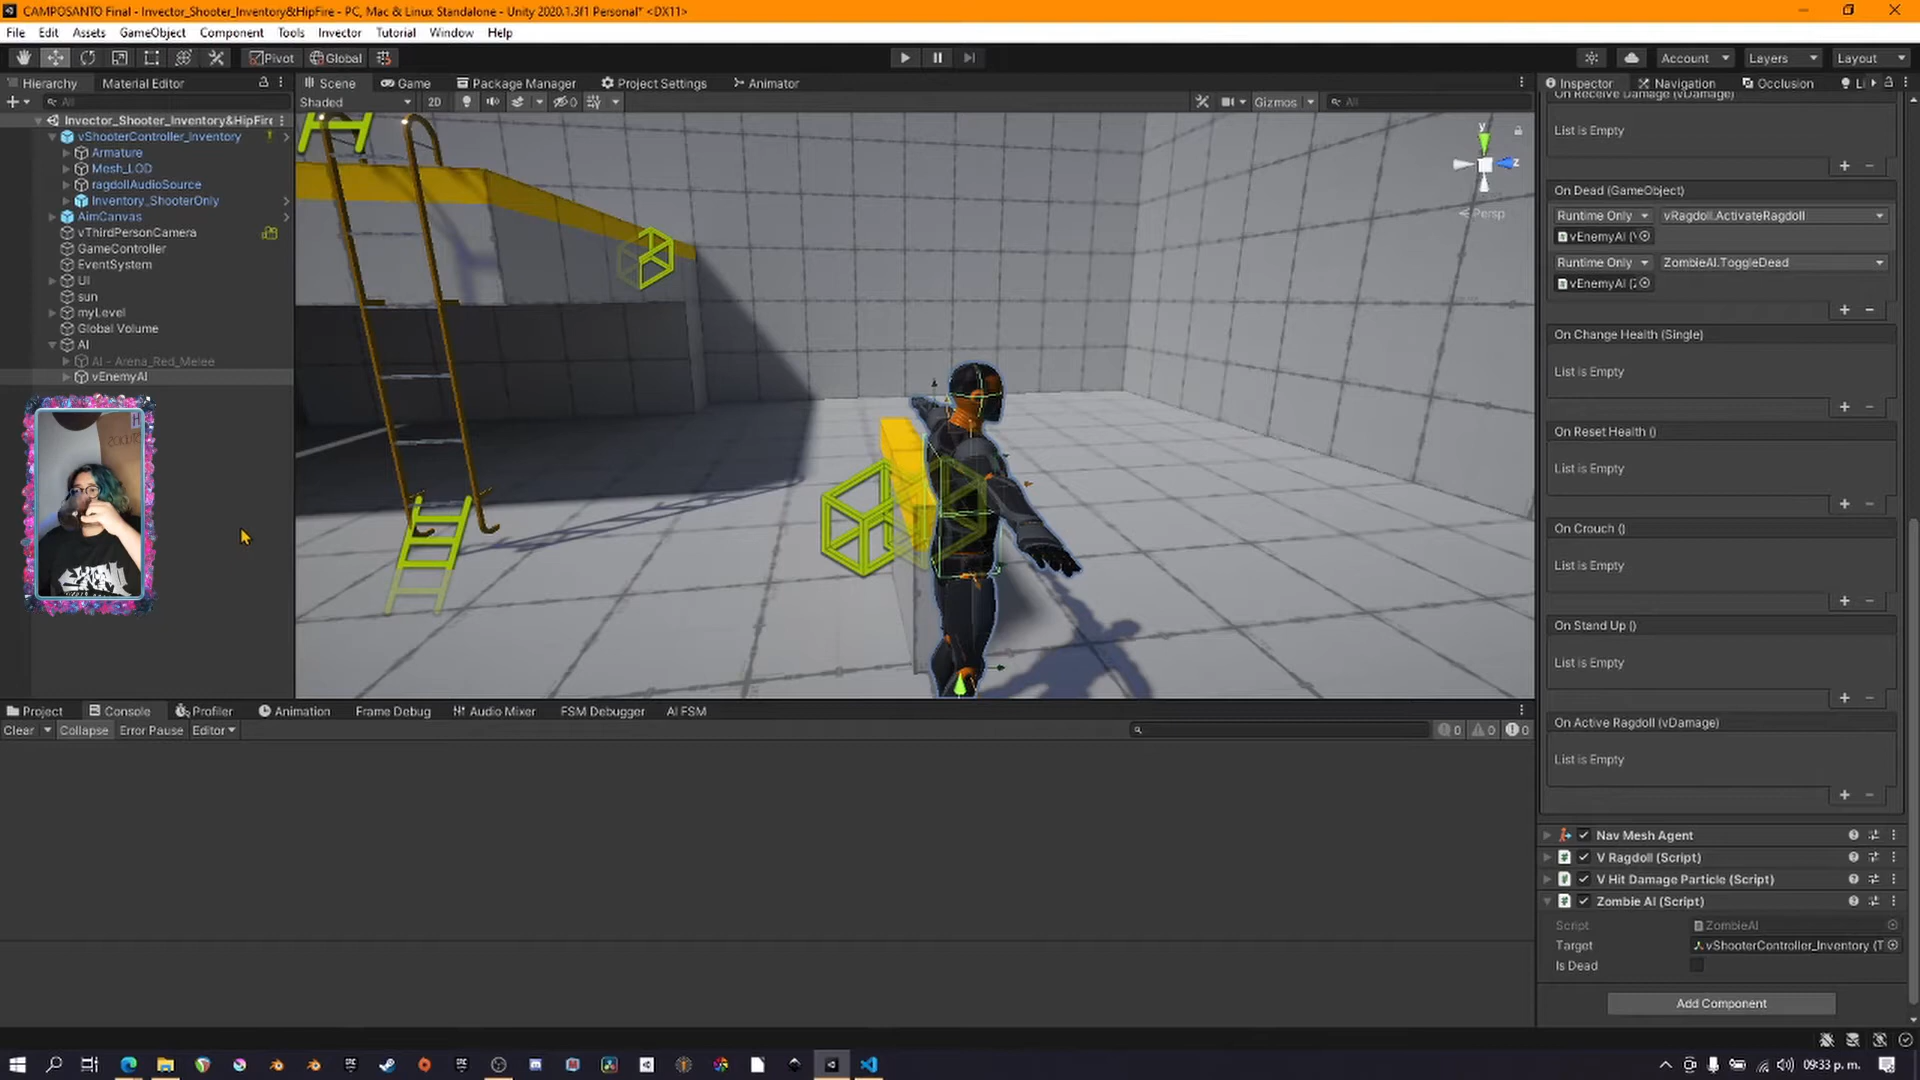 CAMPOSANTO Final - Invector_Shooter_Inventory&HipFire - PC, Mac & Linux Standalone - Unity 2020.1.3f1 Personal* <DX11>
File Edit Assets GameObject Component Tools Invector Tutorial Window Help
Pivot Global Account Layers Layout
Hierarchy Material Editor
All
Invector_Shooter_Inventory&HipFire
vShooterController_Inventory
Armature
Mesh_LOD
ragdollAudioSource
Inventory_ShooterOnly
AimCanvas
vThirdPersonCamera
GameController
EventSystem
UI
sun
myLevel
Global Volume
AI
AI - Arena_Red_Melee
vEnemyAI
Scene Game Package Manager Project Settings Animator
Shaded 2D 0 Gizmos All
y
z
Persp
Inspector Navigation Occlusion Li
On Receive Damage (vDamage)
List is Empty
On Dead (GameObject)
Runtime Only vRagdoll.ActivateRagdoll
vEnemyAI (V
Runtime Only ZombieAI.ToggleDead
vEnemyAI (Z
On Change Health (Single)
List is Empty
On Reset Health ()
List is Empty
On Crouch ()
List is Empty
On Stand Up ()
List is Empty
On Active Ragdoll (vDamage)
List is Empty
Nav Mesh Agent
V Ragdoll (Script)
V Hit Damage Particle (Script)
Zombie AI (Script)
Script ZombieAI
Target vShooterController_Inventory (T
Is Dead
Add Component
Project Console Profiler Animation Frame Debug Audio Mixer FSM Debugger AI FSM
Clear Collapse Error Pause Editor 0 0 0
09:33 p. m.